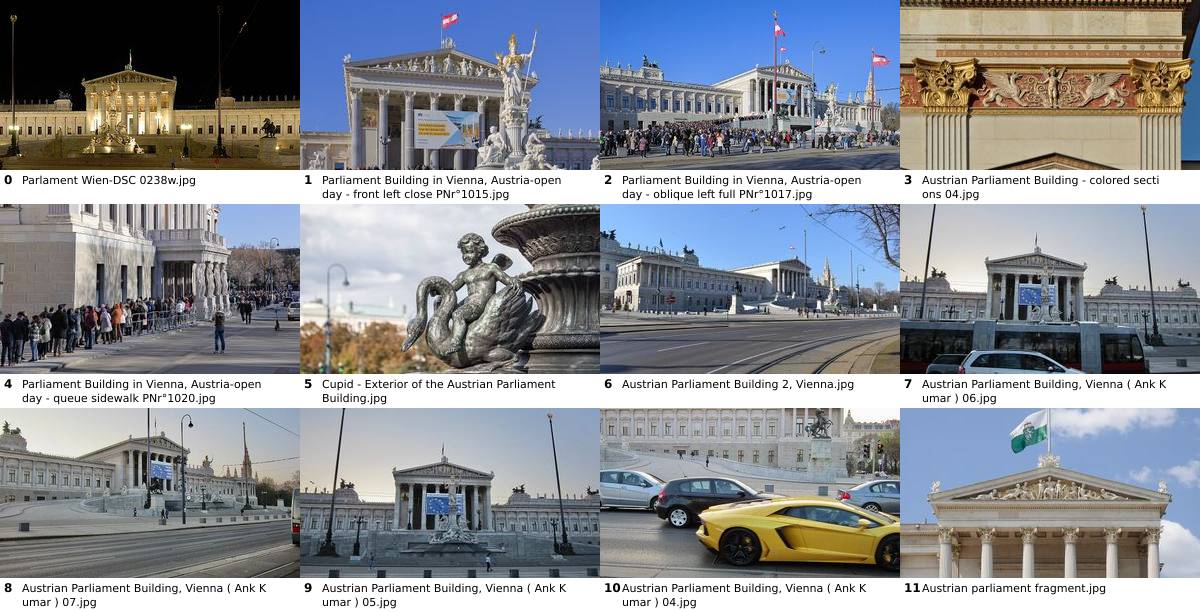 0 Parlament Wien-DSC 0238w.jpg
1 Parliament Building in Vienna, Austria-open
day - front left close PNr°1015.jpg
2 Parliament Building in Vienna, Austria-open
day - oblique left full PNr°1017.jpg
3 Austrian Parliament Building - colored secti
ons 04.jpg
4 Parliament Building in Vienna, Austria-open
day - queue sidewalk PNr°1020.jpg
5 Cupid - Exterior of the Austrian Parliament
Building.jpg
6 Austrian Parliament Building 2, Vienna.jpg
7 Austrian Parliament Building, Vienna ( Ank K
umar ) 06.jpg
8 Austrian Parliament Building, Vienna ( Ank K
umar ) 07.jpg
9 Austrian Parliament Building, Vienna ( Ank K
umar ) 05.jpg
10 Austrian Parliament Building, Vienna ( Ank K
umar ) 04.jpg
11 Austrian parliament fragment.jpg